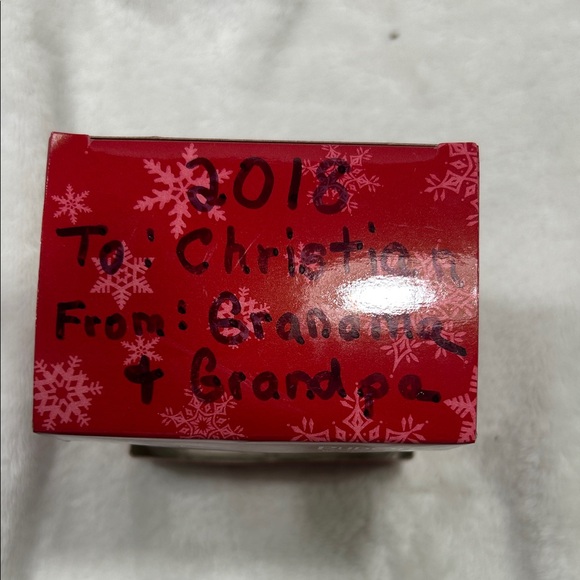 2018
To: Christian
From: Grandma
+ Grandpa